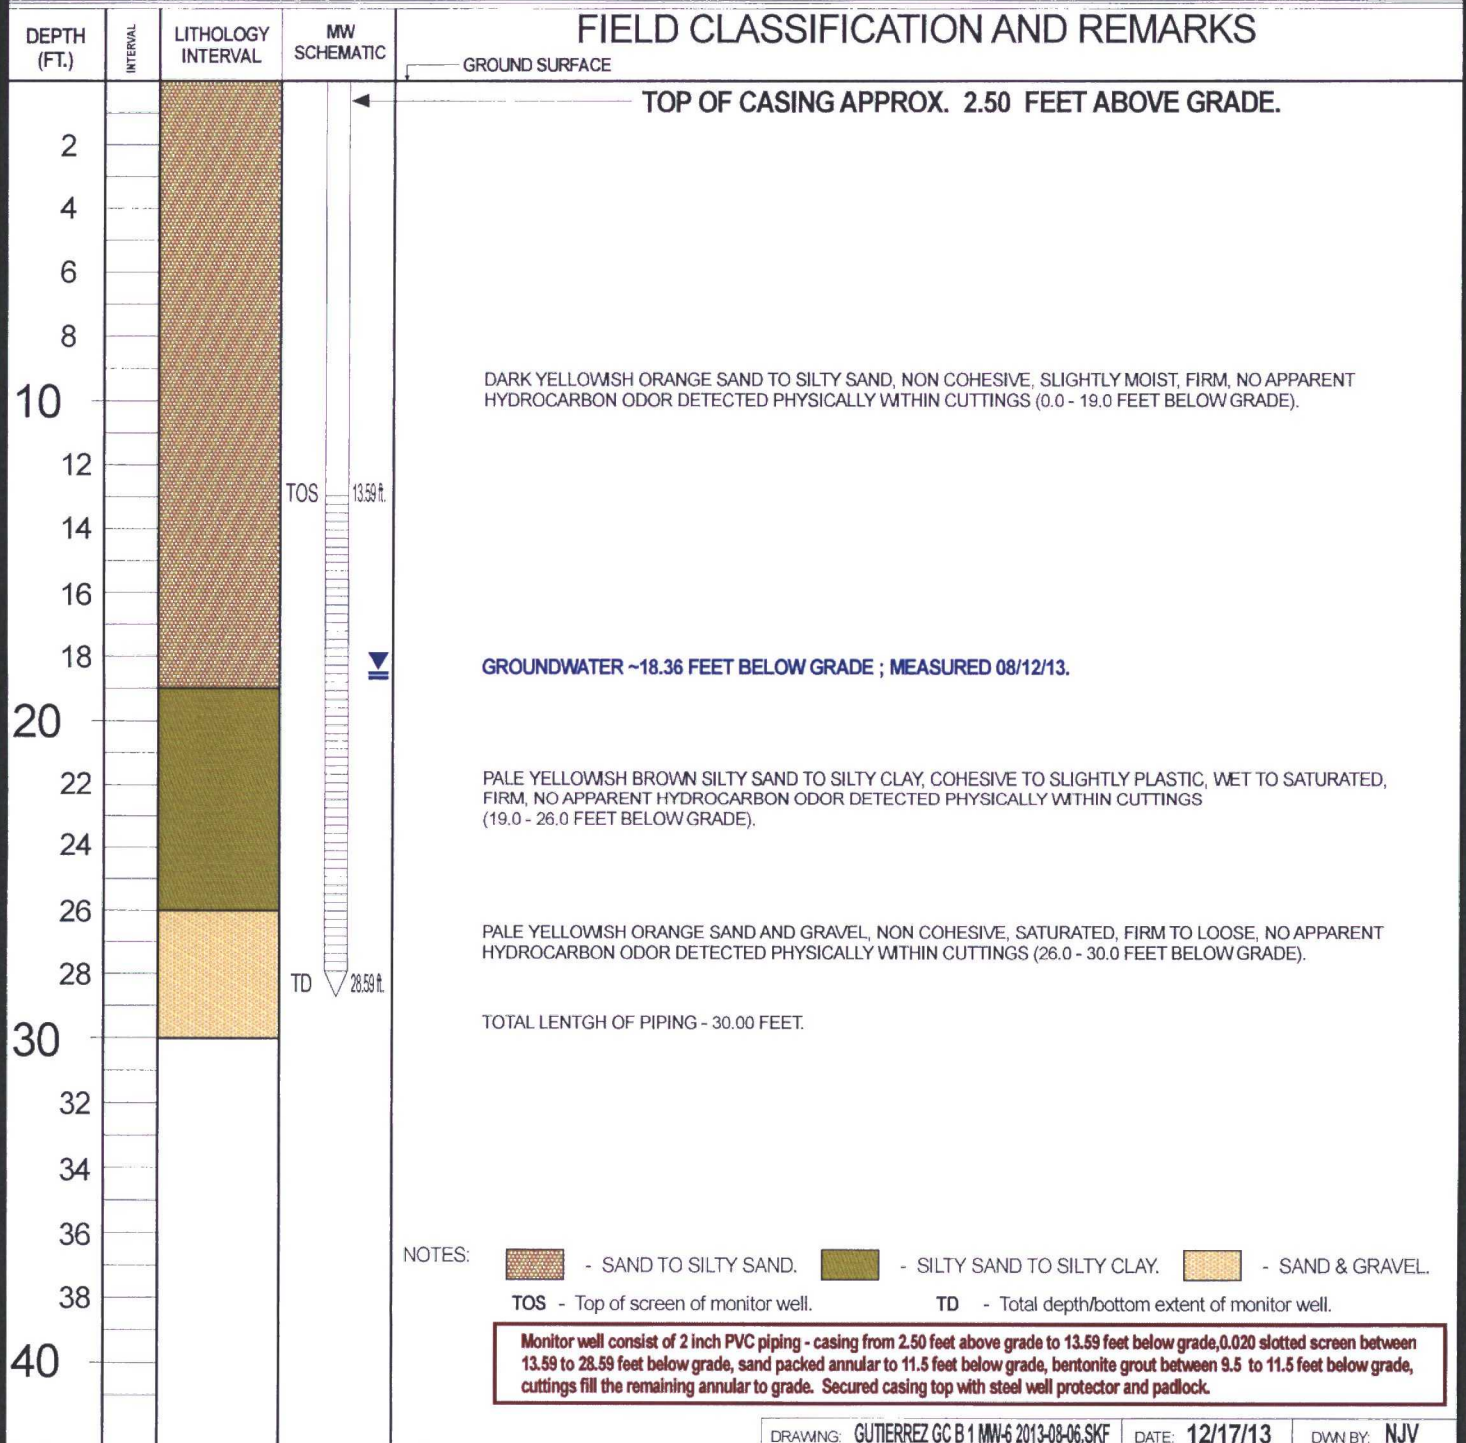 DEPTH
(FT.)
INTERVAL
LITHOLOGY
INTERVAL
MW
SCHEMATIC
FIELD CLASSIFICATION AND REMARKS
GROUND SURFACE
TOP OF CASING APPROX. 2.50 FEET ABOVE GRADE.
2
4
6
8
DARK YELLOWISH ORANGE SAND TO SILTY SAND, NON COHESIVE, SLIGHTLY MOIST, FIRM, NO APPARENT
HYDROCARBON ODOR DETECTED PHYSICALLY WITHIN CUTTINGS (0.0 - 19.0 FEET BELOW GRADE).
10
12
TOS 13.59 ft.
14
16
18
GROUNDWATER ~18.36 FEET BELOW GRADE ; MEASURED 08/12/13.
20
22
PALE YELLOWISH BROWN SILTY SAND TO SILTY CLAY, COHESIVE TO SLIGHTLY PLASTIC, WET TO SATURATED,
FIRM, NO APPARENT HYDROCARBON ODOR DETECTED PHYSICALLY WITHIN CUTTINGS
(19.0 - 26.0 FEET BELOW GRADE).
24
26
PALE YELLOWISH ORANGE SAND AND GRAVEL, NON COHESIVE, SATURATED, FIRM TO LOOSE, NO APPARENT
HYDROCARBON ODOR DETECTED PHYSICALLY WITHIN CUTTINGS (26.0 - 30.0 FEET BELOW GRADE).
28
TD 28.59 ft.
TOTAL LENTGH OF PIPING - 30.00 FEET.
30
32
34
36
38
40
NOTES:
- SAND TO SILTY SAND. - SILTY SAND TO SILTY CLAY. - SAND & GRAVEL.
TOS - Top of screen of monitor well. TD - Total depth/bottom extent of monitor well.
Monitor well consist of 2 inch PVC piping - casing from 2.50 feet above grade to 13.59 feet below grade,0.020 slotted screen between
13.59 to 28.59 feet below grade, sand packed annular to 11.5 feet below grade, bentonite grout between 9.5 to 11.5 feet below grade,
cuttings fill the remaining annular to grade. Secured casing top with steel well protector and padlock.
DRAWING: GUTIERREZ GC B 1 MW-6 2013-08-06.SKF DATE: 12/17/13 DWN BY: NJV